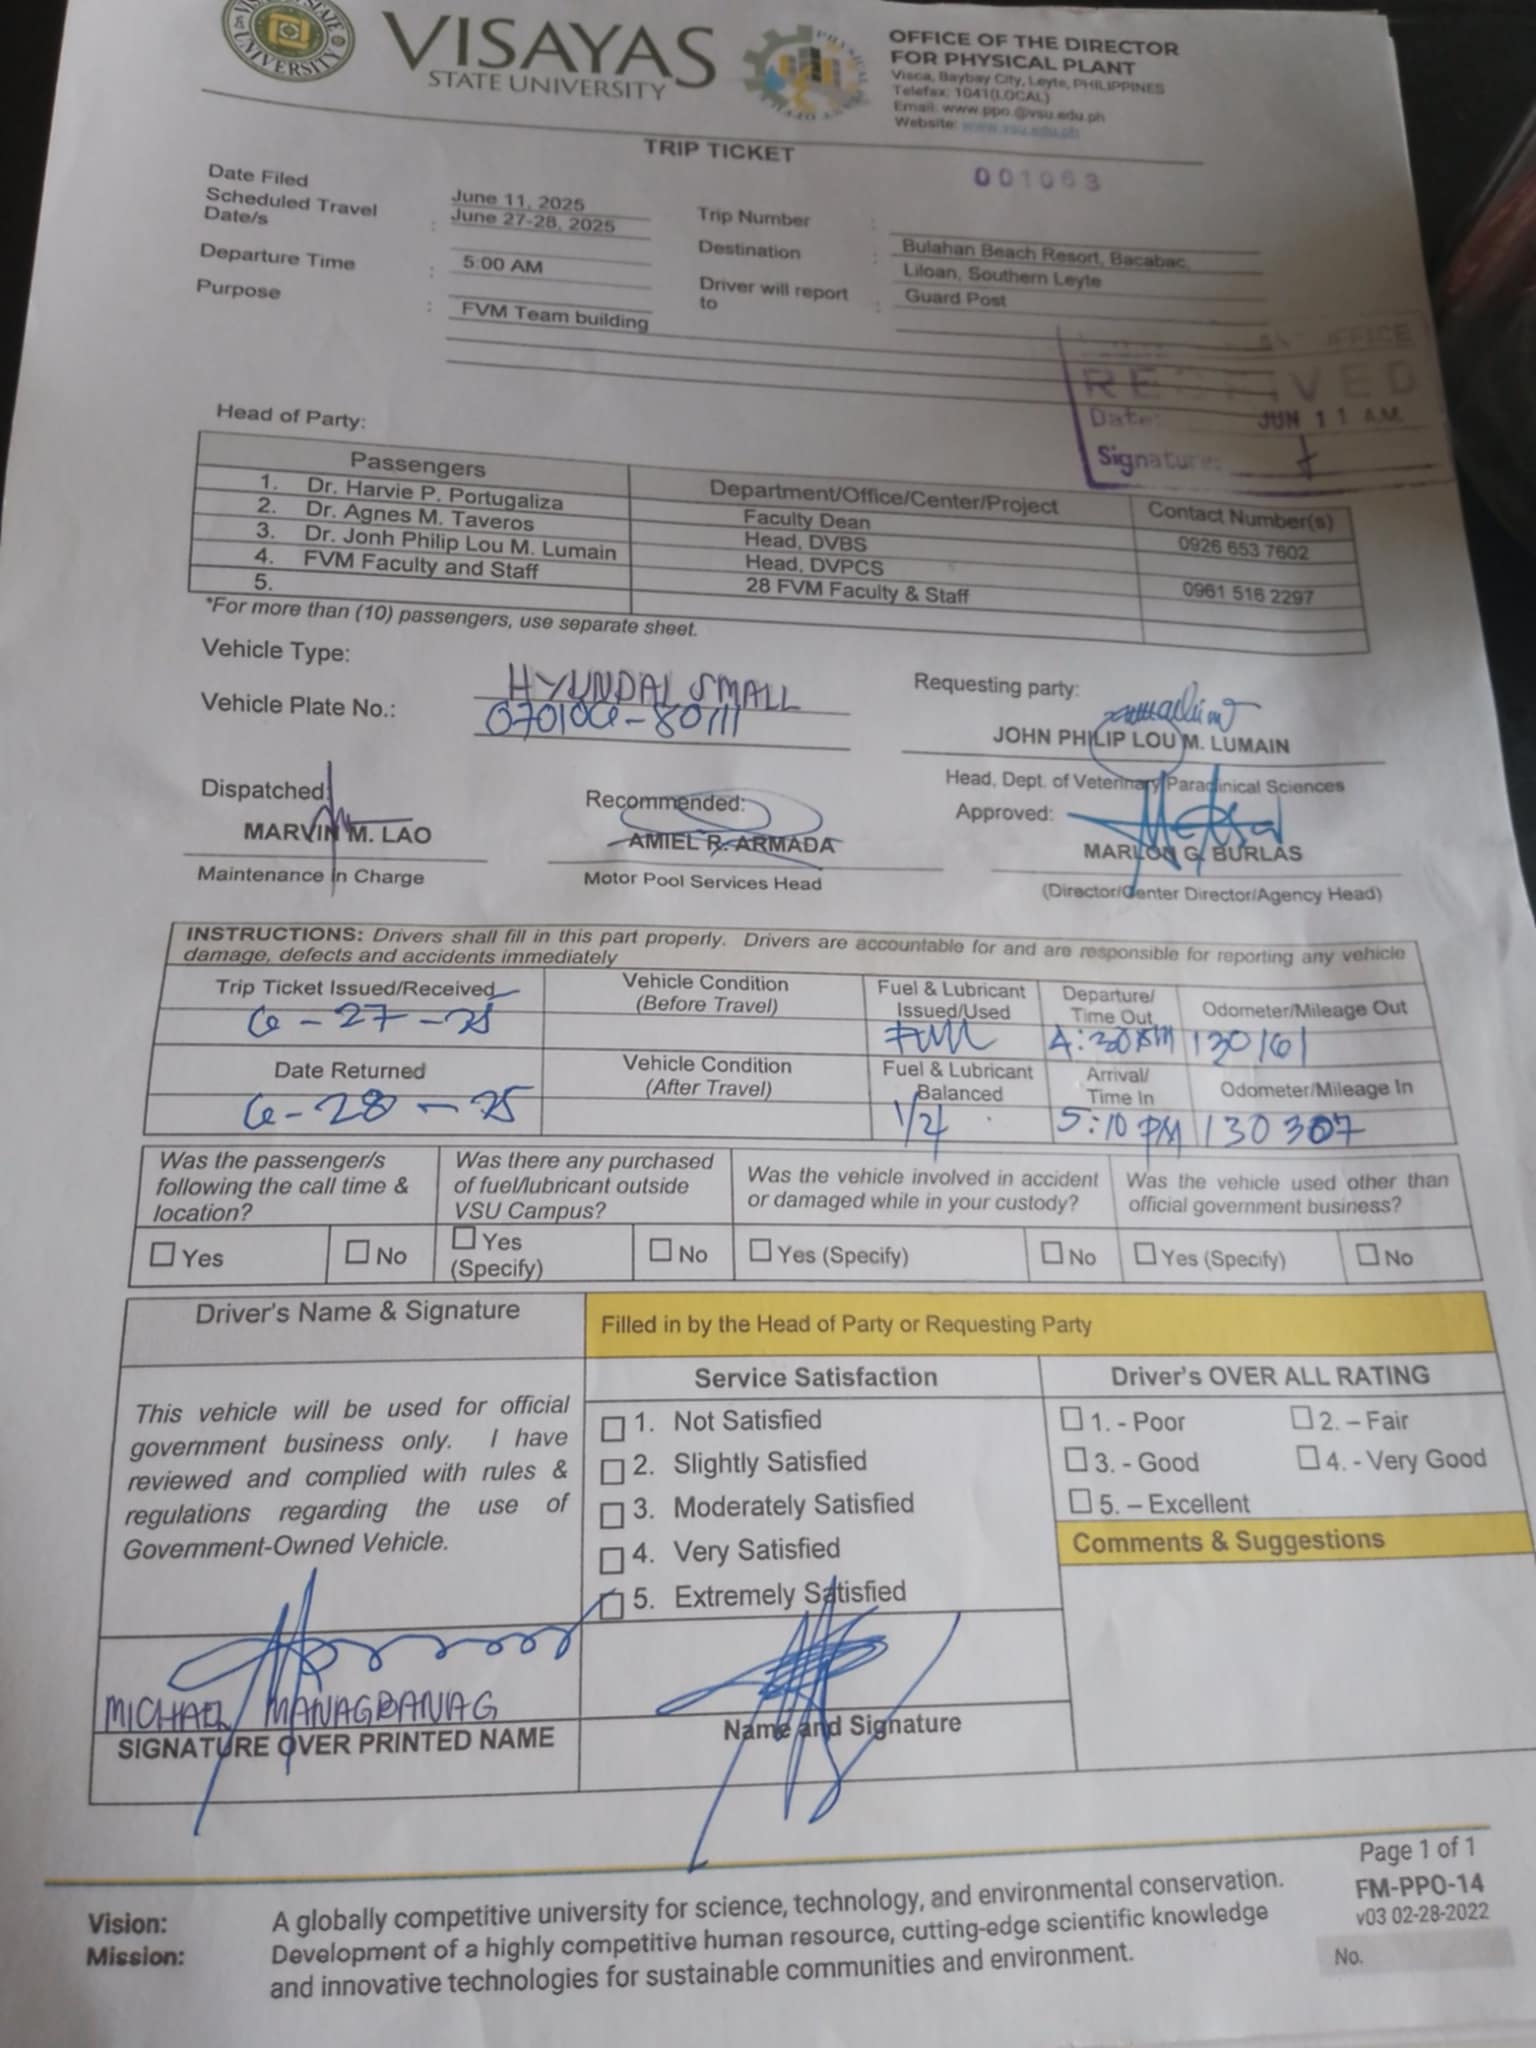 VISAYAS
STATE UNIVERSITY
OFFICE OF THE DIRECTOR
FOR PHYSICAL PLANT
Visca, Baybay City, Leyte, PHILIPPINES
Telefax: 1041(LOCAL)
Email: www.ppo.@vsu.edu.ph
Website: www.vsu.edu.ph
TRIP TICKET
001063
Date Filed June 11, 2025
Scheduled Travel Date/s : June 27-28, 2025
Trip Number :
Destination : Bulahan Beach Resort, Bacabac,
Liloan, Southern Leyte
Departure Time : 5:00 AM
Driver will report to : Guard Post
Purpose : FVM Team building
OFFICE
RECEIVED
Date: JUN 11 A.M.
Signature:
Head of Party:
Passengers Department/Office/Center/Project Contact Number(s)
1. Dr. Harvie P. Portugaliza Faculty Dean 0926 653 7602
2. Dr. Agnes M. Taveros Head, DVBS
3. Dr. Jonh Philip Lou M. Lumain Head, DVPCS 0961 516 2297
4. FVM Faculty and Staff 28 FVM Faculty & Staff
5.
*For more than (10) passengers, use separate sheet.
Vehicle Type: HYUNDAI SMALL
Vehicle Plate No.:
Requesting party:
JOHN PHILIP LOU M. LUMAIN
Head, Dept. of Veterinary Paraclinical Sciences
Dispatched: Recommended: Approved:
MARVIN M. LAO AMIEL R. ARMADA MARLON G. BURLAS
Maintenance In Charge Motor Pool Services Head (Director/Center Director/Agency Head)
INSTRUCTIONS: Drivers shall fill in this part properly. Drivers are accountable for and are responsible for reporting any vehicle
damage, defects and accidents immediately
Trip Ticket Issued/Received Vehicle Condition (Before Travel) Fuel & Lubricant Issued/Used Departure/ Time Out Odometer/Mileage Out
6-27-25 Full 4:30 AM 130161
Date Returned Vehicle Condition (After Travel) Fuel & Lubricant Balanced Arrival/ Time In Odometer/Mileage In
6-28-25 5:10 PM 130307
Was the passenger/s following the call time & location?
Was there any purchased of fuel/lubricant outside VSU Campus?
Was the vehicle involved in accident or damaged while in your custody?
Was the vehicle used other than official government business?
Yes No Yes (Specify) No Yes (Specify) No Yes (Specify) No
Driver's Name & Signature
Filled in by the Head of Party or Requesting Party
This vehicle will be used for official
government business only. I have
reviewed and complied with rules &
regulations regarding the use of
Government-Owned Vehicle.
Service Satisfaction
1. Not Satisfied
2. Slightly Satisfied
3. Moderately Satisfied
4. Very Satisfied
5. Extremely Satisfied
Driver's OVER ALL RATING
1. - Poor 2. – Fair
3. - Good 4. - Very Good
5. – Excellent
Comments & Suggestions
MICHAEL MANAGBANAG
SIGNATURE OVER PRINTED NAME
Name and Signature
Page 1 of 1
FM-PPO-14
v03 02-28-2022
No.
Vision: A globally competitive university for science, technology, and environmental conservation.
Mission: Development of a highly competitive human resource, cutting-edge scientific knowledge
and innovative technologies for sustainable communities and environment.